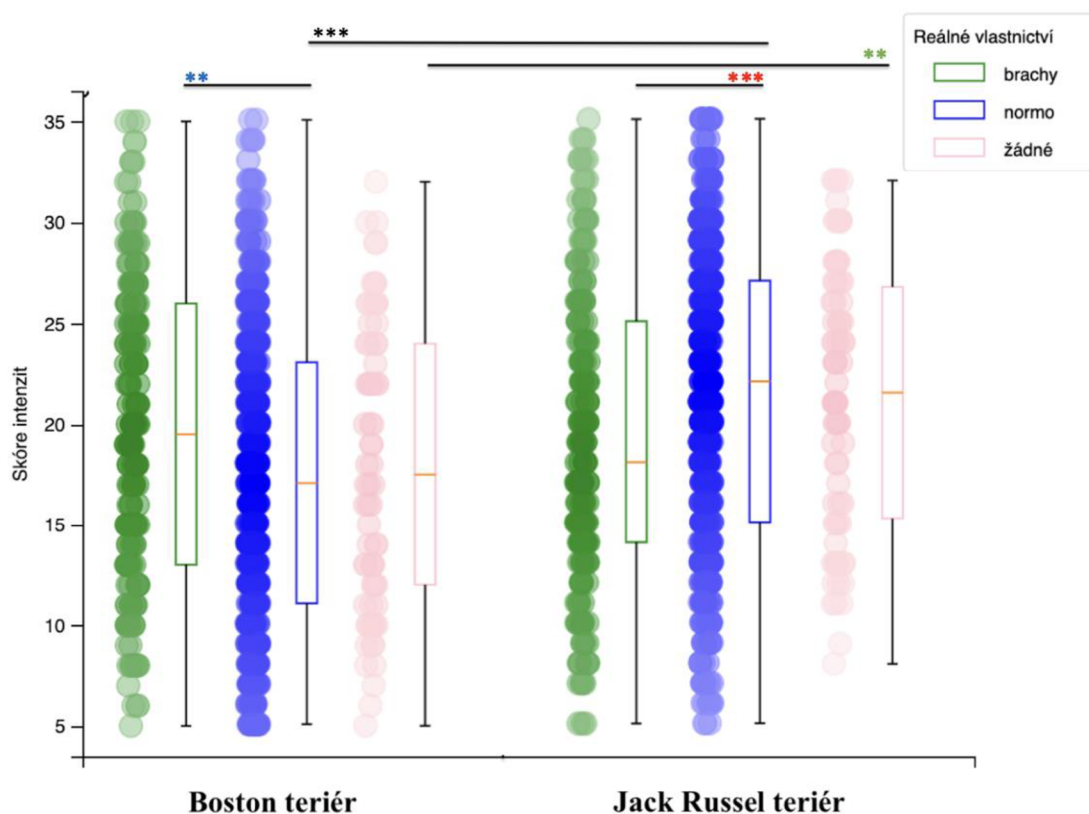 ***
**
**
***
Reálné vlastnictví
brachy
normo
žádné
Skóre intenzit
35
30
25
20
15
10
5
Boston teriér
Jack Russel teriér